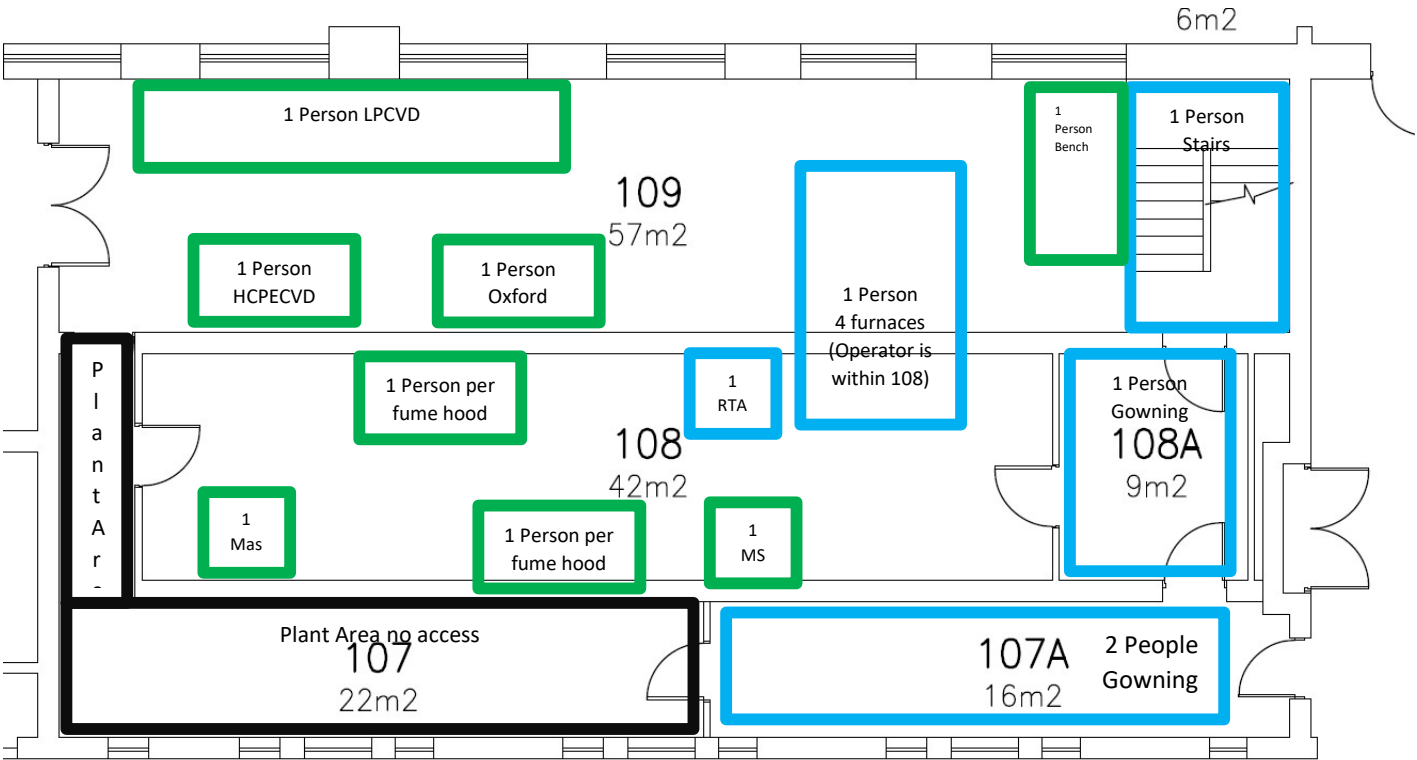 6m2
1 Person LPCVD
1
Person
Bench
1 Person
Stairs
109
57m2
1 Person
HCPECVD
1 Person
Oxford
1 Person
4 furnaces
(Operator is
within 108)
P
l
a
n
t
A
r
1 Person per
fume hood
1
RTA
1 Person
Gowning
108
42m2
108A
9m2
1
Mas
1 Person per
fume hood
1
MS
Plant Area no access
107
22m2
107A
16m2
2 People
Gowning